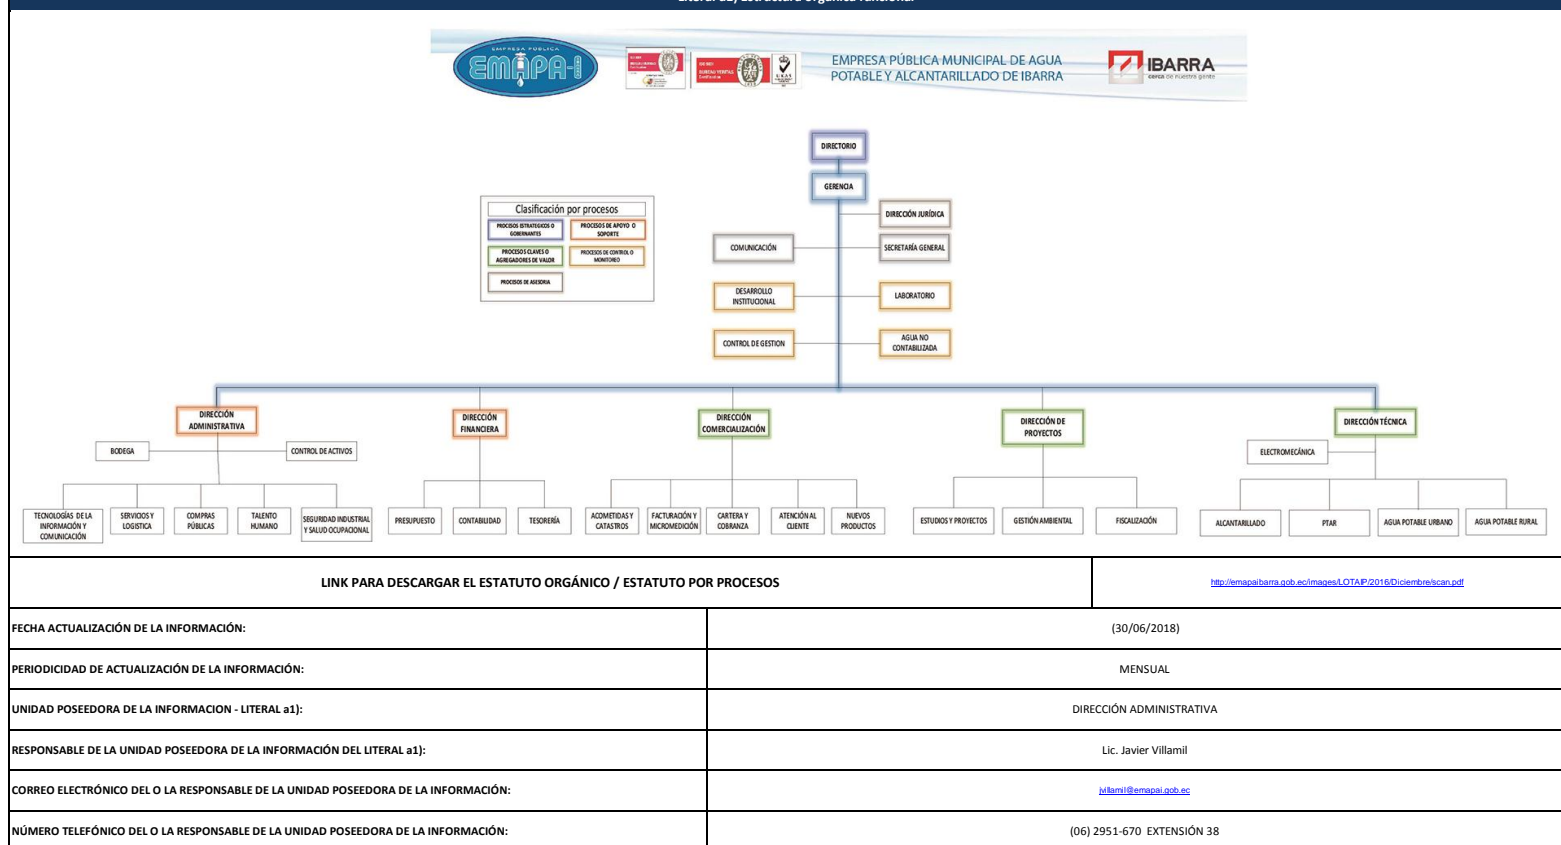 EMPRESA PÚBLICA
EMAPA-I
EMPRESA PÚBLICA MUNICIPAL DE AGUA
POTABLE Y ALCANTARILLADO DE IBARRA
IBARRA
cerca de nuestra gente
DIRECTORIO
GERENCIA
Clasificación por procesos
PROCESOS ESTRATEGICOS O
GOBERNANTES
PROCESOS DE APOYO O
SOPORTE
PROCESOS CLAVES O
AGREGADORES DE VALOR
PROCESOS DE CONTROL O
MONITOREO
PROCESOS DE ASESORIA
DIRECCIÓN JURÍDICA
COMUNICACIÓN
SECRETARÍA GENERAL
DESARROLLO
INSTITUCIONAL
LABORATORIO
CONTROL DE GESTION
AGUA NO
CONTABILIZADA
DIRECCIÓN
ADMINISTRATIVA
DIRECCIÓN
FINANCIERA
DIRECCIÓN
COMERCIALIZACIÓN
DIRECCIÓN DE
PROYECTOS
DIRECCIÓN TÉCNICA
BODEGA
CONTROL DE ACTIVOS
ELECTROMECÁNICA
TECNOLOGÍAS DE LA
INFORMACIÓN Y
COMUNICACIÓN
SERVICIOS Y
LOGISTICA
COMPRAS
PÚBLICAS
TALENTO
HUMANO
SEGURIDAD INDUSTRIAL
Y SALUD OCUPACIONAL
PRESUPUESTO
CONTABILIDAD
TESORERÍA
ACOMETIDAS Y
CATASTROS
FACTURACIÓN Y
MICROMEDICIÓN
CARTERA Y
COBRANZA
ATENCIÓN AL
CLIENTE
NUEVOS
PRODUCTOS
ESTUDIOS Y PROYECTOS
GESTIÓN AMBIENTAL
FISCALIZACIÓN
ALCANTARILLADO
PTAR
AGUA POTABLE URBANO
AGUA POTABLE RURAL
LINK PARA DESCARGAR EL ESTATUTO ORGÁNICO / ESTATUTO POR PROCESOS
http://emapaibarra.gob.ec/images/LOTAIP/2016/Diciembre/scan.pdf
FECHA ACTUALIZACIÓN DE LA INFORMACIÓN:
(30/06/2018)
PERIODICIDAD DE ACTUALIZACIÓN DE LA INFORMACIÓN:
MENSUAL
UNIDAD POSEEDORA DE LA INFORMACION - LITERAL a1):
DIRECCIÓN ADMINISTRATIVA
RESPONSABLE DE LA UNIDAD POSEEDORA DE LA INFORMACIÓN DEL LITERAL a1):
Lic. Javier Villamil
CORREO ELECTRÓNICO DEL O LA RESPONSABLE DE LA UNIDAD POSEEDORA DE LA INFORMACIÓN:
jvillamil@emapai.gob.ec
NÚMERO TELEFÓNICO DEL O LA RESPONSABLE DE LA UNIDAD POSEEDORA DE LA INFORMACIÓN:
(06) 2951-670 EXTENSIÓN 38